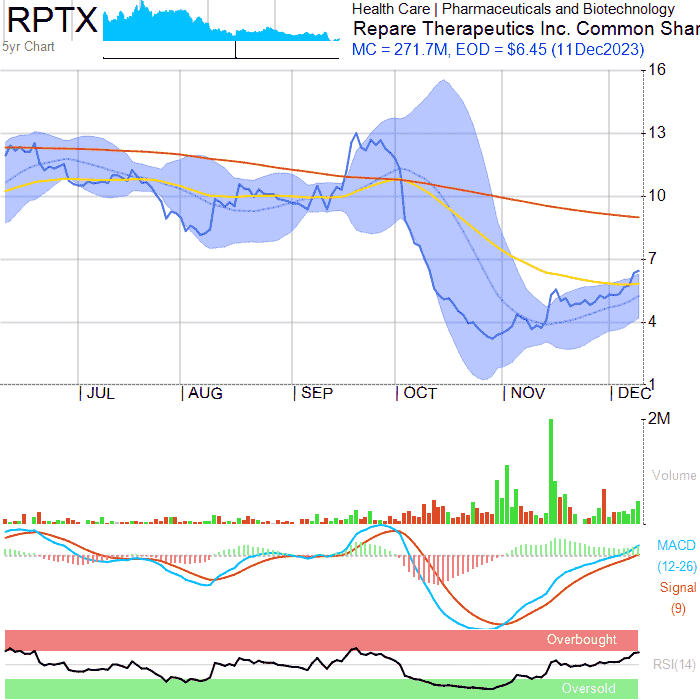 RPTX
5yr Chart
Health Care | Pharmaceuticals and Biotechnology
Repare Therapeutics Inc. Common Shar
MC = 271.7M, EOD = $6.45 (11Dec2023)
16
13
10
7
4
1
| JUL | AUG | SEP | OCT | NOV | DEC
2M
Volume
MACD
(12-26)
Signal
(9)
Overbought
RSI(14)
Oversold